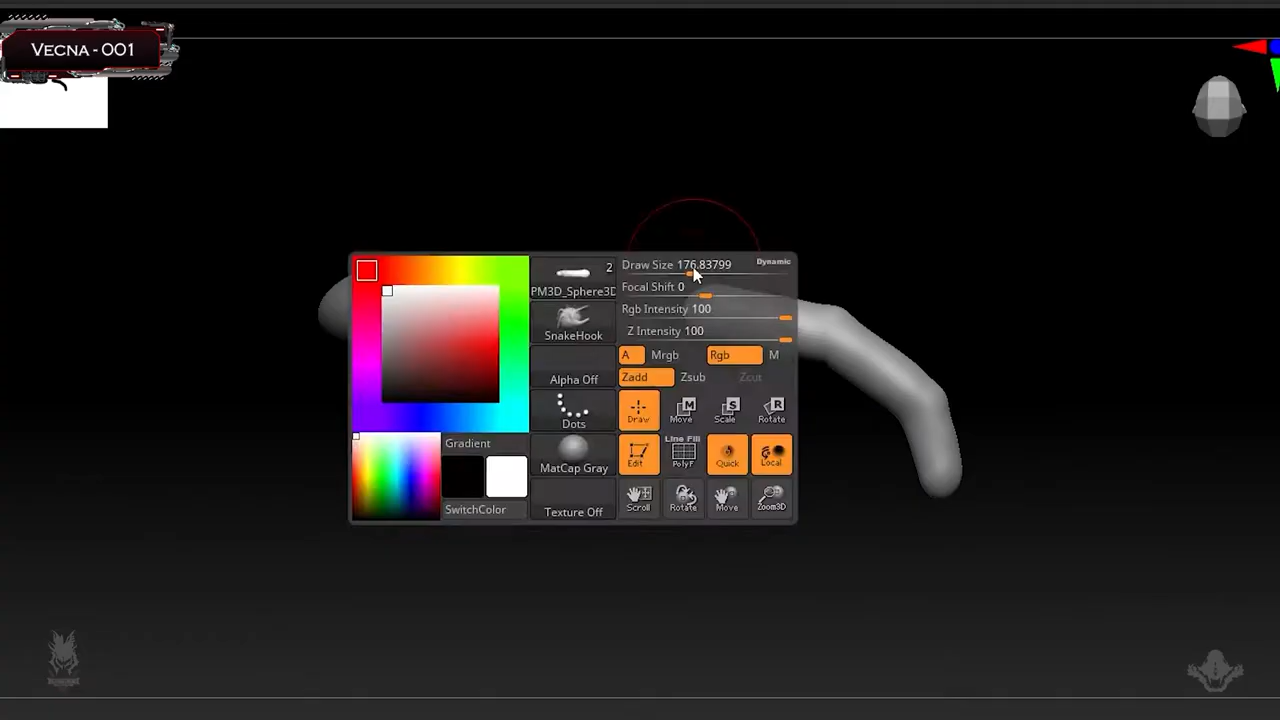 VECNA - 001
Draw Size 176.83799
Dynamic
Focal Shift 0
Rgb Intensity 100
Z Intensity 100
2
PM3D_Sphere3D
SnakeHook
Alpha Off
Dots
MatCap Gray
Texture Off
A Mrgb Rgb M
Zadd Zsub Zcut
Draw Move Scale Rotate
M S R
Line Fill
Edit PolyF Quick Local
Scroll Rotate Move Zoom3D
Gradient
SwitchColor